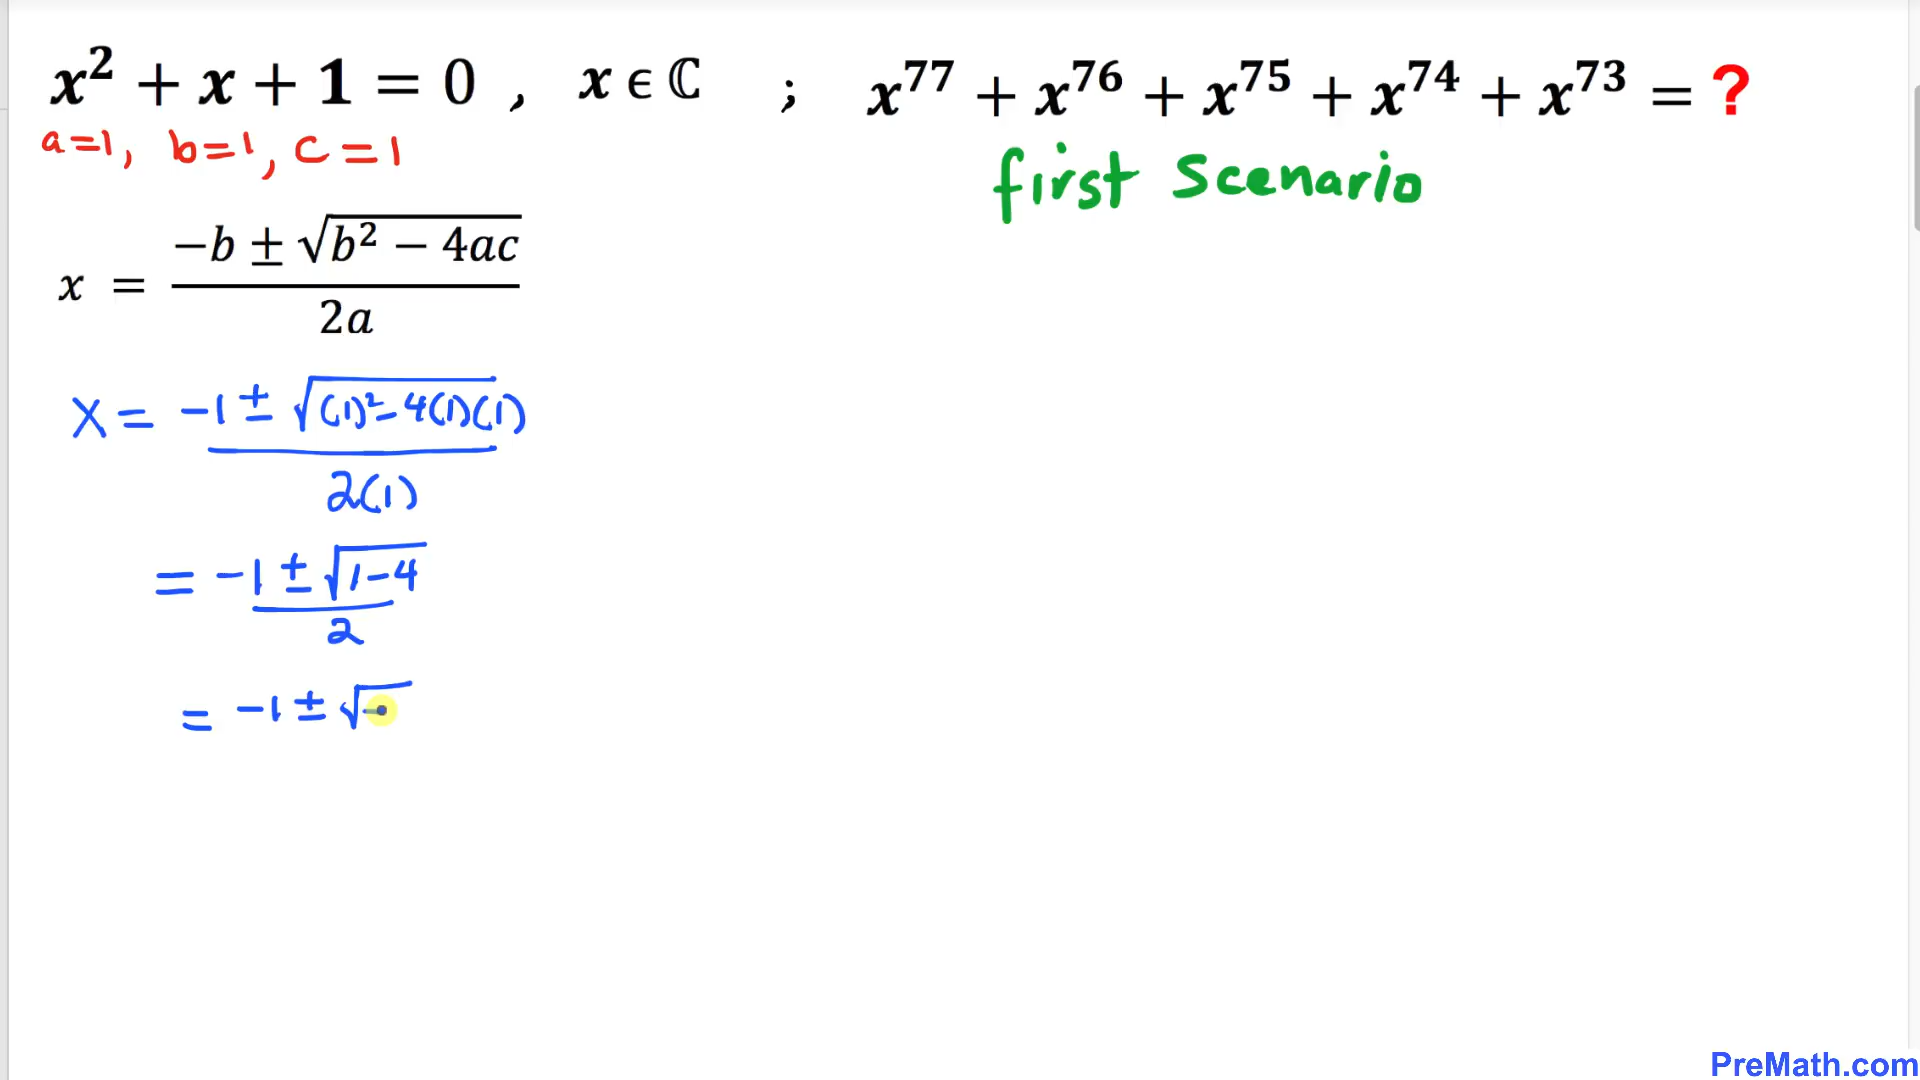 x² + x + 1 = 0 , x ∈ ℂ ; x⁷⁷ + x⁷⁶ + x⁷⁵ + x⁷⁴ + x⁷³ = ?
a=1, b=1, c=1
first scenario
x = (-b ± √(b² − 4ac)) / 2a
x = (-1 ± √((1)² - 4(1)(1))) / 2(1)
= (-1 ± √(1-4)) / 2
= -1 ± √-
PreMath.com